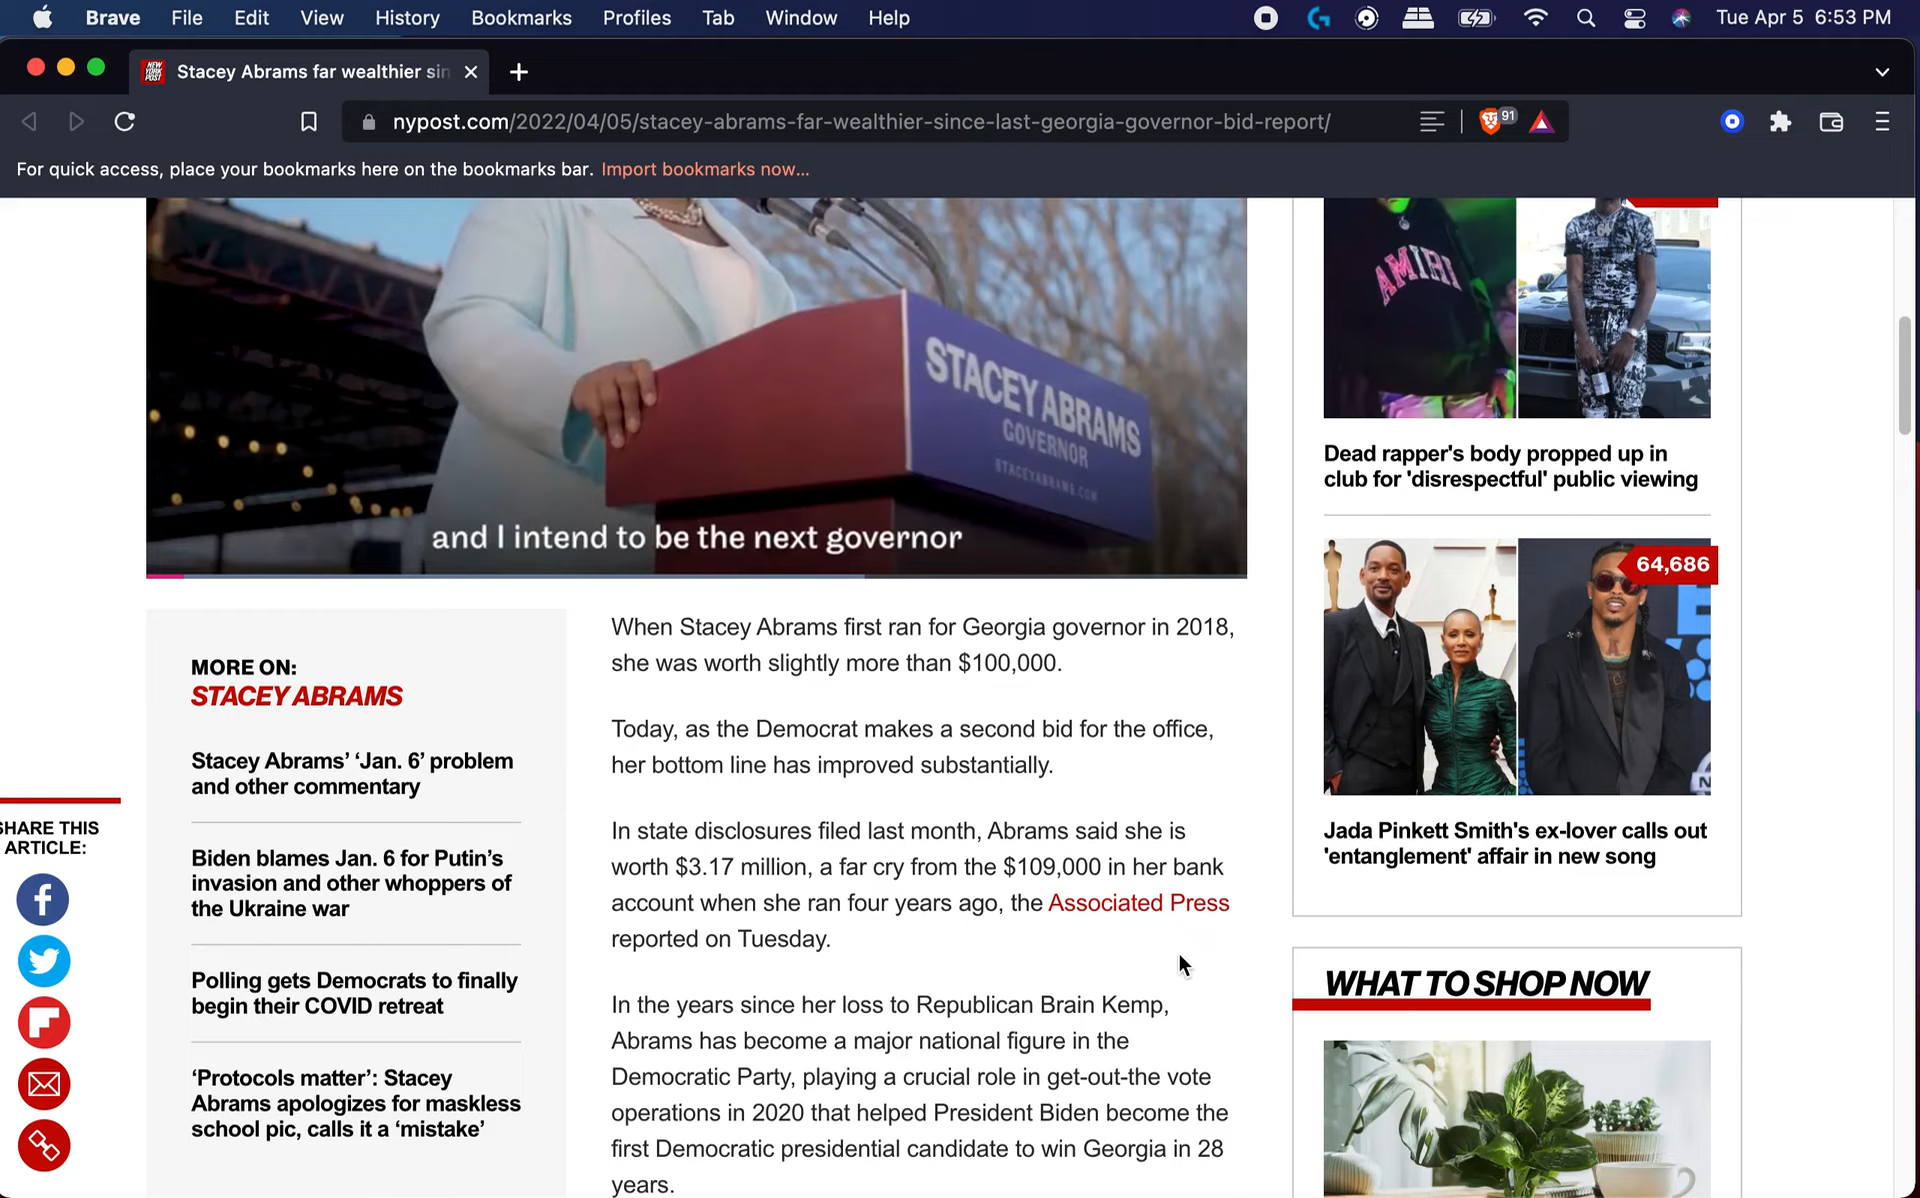 Brave File Edit View History Bookmarks Profiles Tab Window Help Tue Apr 5 6:53 PM
NEW YORK POST
Stacey Abrams far wealthier sin
nypost.com/2022/04/05/stacey-abrams-far-wealthier-since-last-georgia-governor-bid-report/
91
For quick access, place your bookmarks here on the bookmarks bar. Import bookmarks now...
STACEY ABRAMS
GOVERNOR
STACEYABRAMS.COM
and I intend to be the next governor
SHARE THIS
ARTICLE:
MORE ON:
STACEY ABRAMS
Stacey Abrams’ ‘Jan. 6’ problem
and other commentary
Biden blames Jan. 6 for Putin’s
invasion and other whoppers of
the Ukraine war
Polling gets Democrats to finally
begin their COVID retreat
‘Protocols matter’: Stacey
Abrams apologizes for maskless
school pic, calls it a ‘mistake’
When Stacey Abrams first ran for Georgia governor in 2018,
she was worth slightly more than $100,000.
Today, as the Democrat makes a second bid for the office,
her bottom line has improved substantially.
In state disclosures filed last month, Abrams said she is
worth $3.17 million, a far cry from the $109,000 in her bank
account when she ran four years ago, the Associated Press
reported on Tuesday.
In the years since her loss to Republican Brain Kemp,
Abrams has become a major national figure in the
Democratic Party, playing a crucial role in get-out-the vote
operations in 2020 that helped President Biden become the
first Democratic presidential candidate to win Georgia in 28
years.
AMIRI
Dead rapper's body propped up in
club for 'disrespectful' public viewing
64,686
Jada Pinkett Smith's ex-lover calls out
'entanglement' affair in new song
WHAT TO SHOP NOW